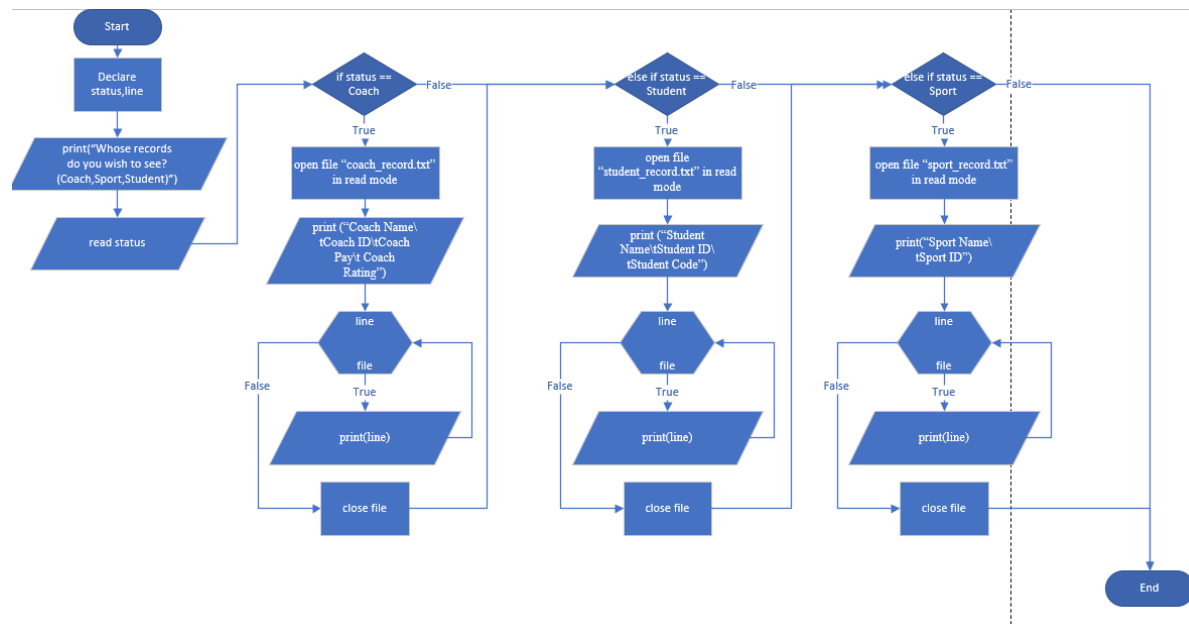 Start
Declare
status,line
print("Whose records
do you wish to see?
(Coach,Sport,Student)")
read status
if status ==
Coach
False
True
open file "coach_record.txt"
in read mode
print ("Coach Name\
tCoach ID\tCoach
Pay\t Coach
Rating")
line
file
False
True
print(line)
close file
else if status ==
Student
False
True
open file
"student_record.txt" in read
mode
print ("Student
Name\tStudent ID\
tStudent Code")
line
file
False
True
print(line)
close file
else if status ==
Sport
False
True
open file "sport_record.txt"
in read mode
print("Sport Name\
tSport ID")
line
file
False
True
print(line)
close file
End